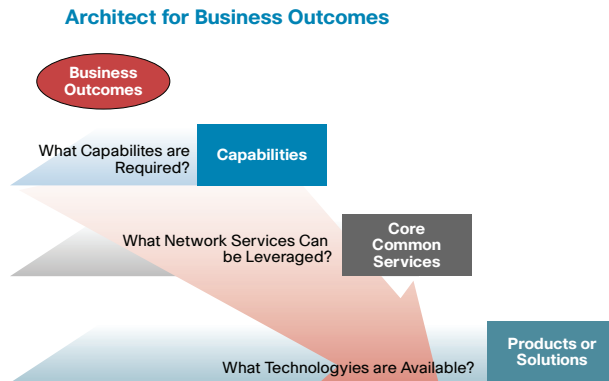 Architect for Business Outcomes
Business
Outcomes
What Capabilites are
Required?
Capabilities
What Network Services Can
be Leveraged?
Core
Common
Services
What Technologyies are Available?
Products or
Solutions